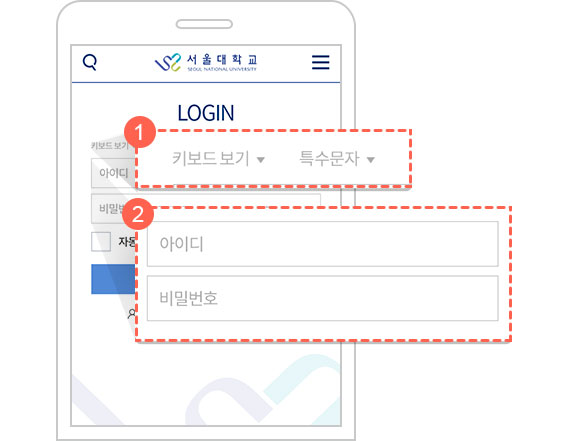 서울대학교
SEOUL NATIONAL UNIVERSITY
LOGIN
1
키보드 보기
키보드 보기 특수문자
아이디
2
비밀번
아이디
자동
비밀번호